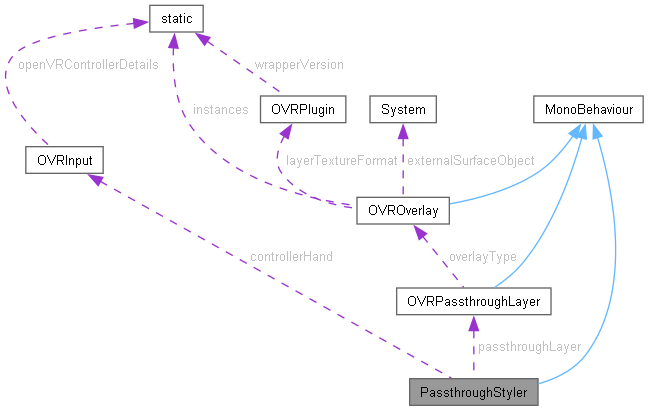 static
openVRControllerDetails
wrapperVersion
instances
OVRPlugin
System
MonoBehaviour
OVRInput
layerTextureFormat
externalSurfaceObject
OVROverlay
controllerHand
overlayType
OVRPassthroughLayer
passthroughLayer
PassthroughStyler